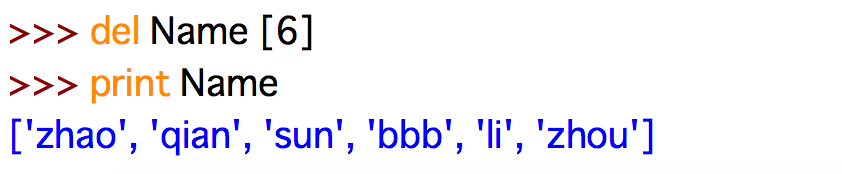 >>> del Name [6]
>>> print Name
['zhao', 'qian', 'sun', 'bbb', 'li', 'zhou']